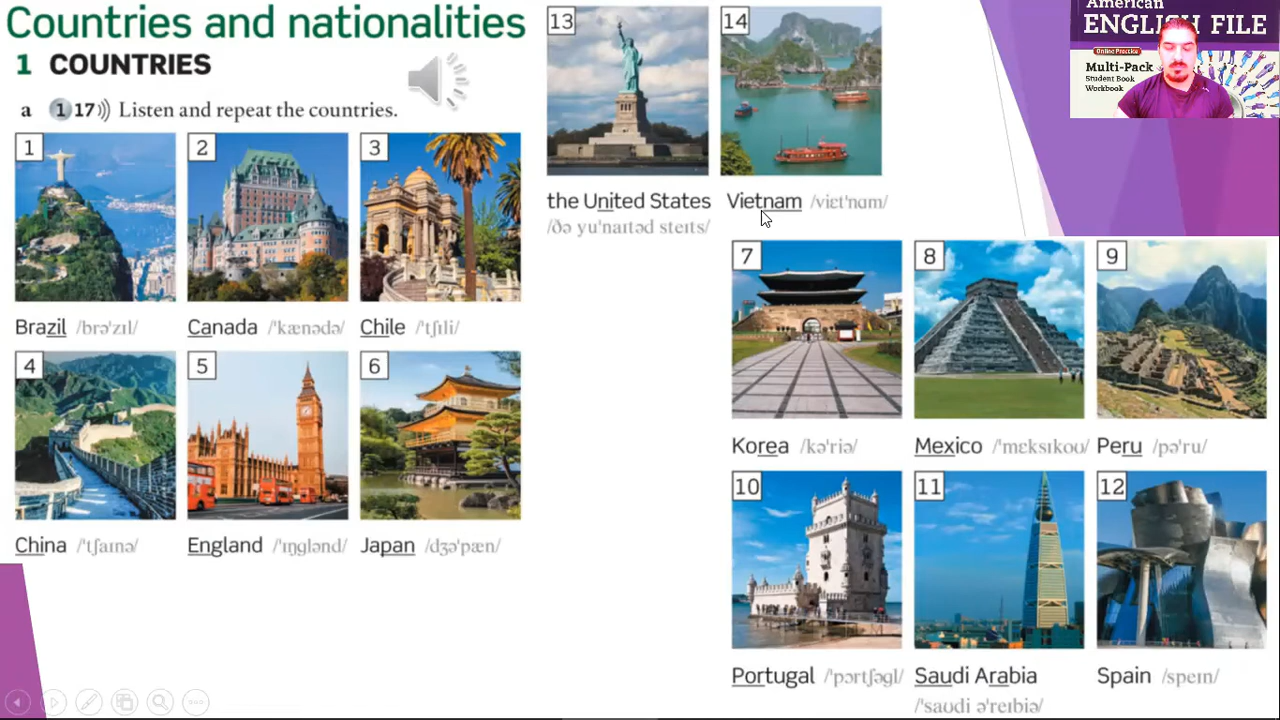 Countries and nationalities
1 COUNTRIES
a 1 17 Listen and repeat the countries.
1
2
3
Brazil /brəˈzɪl/
Canada /ˈkænədə/
Chile /ˈtʃɪli/
4
5
6
China /ˈtʃaɪnə/
England /ˈɪŋglənd/
Japan /dʒəˈpæn/
13
14
the United States
/ðə yuˈnaɪtəd steɪts/
Vietnam /viɛtˈnɑm/
7
8
9
Korea /kəˈriə/
Mexico /ˈmɛksɪkoʊ/
Peru /pəˈru/
10
11
12
Portugal /ˈpɔrtʃəgl/
Saudi Arabia
/ˈsaʊdi əˈreɪbiə/
Spain /speɪn/
American
ENGLISH FILE
Online Practice
Multi-Pack
Student Book
Workbook